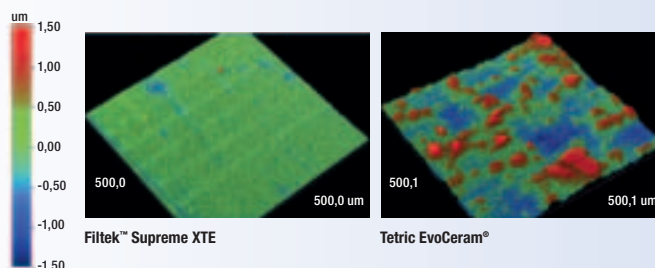 um
1,50
1,00
0,50
0,00
-0,50
-1,00
-1,50
500,0
500,0 um
Filtek™ Supreme XTE
500,1
500,1 um
Tetric EvoCeram®